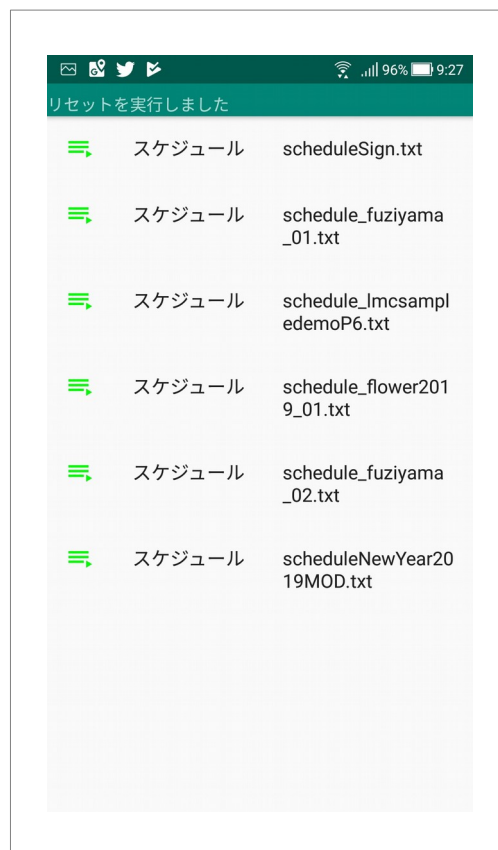 96% 9:27
リセットを実行しました
スケジュール scheduleSign.txt
スケジュール schedule_fuziyama
_01.txt
スケジュール schedule_lmcsampl
edemoP6.txt
スケジュール schedule_flower201
9_01.txt
スケジュール schedule_fuziyama
_02.txt
スケジュール scheduleNewYear20
19MOD.txt